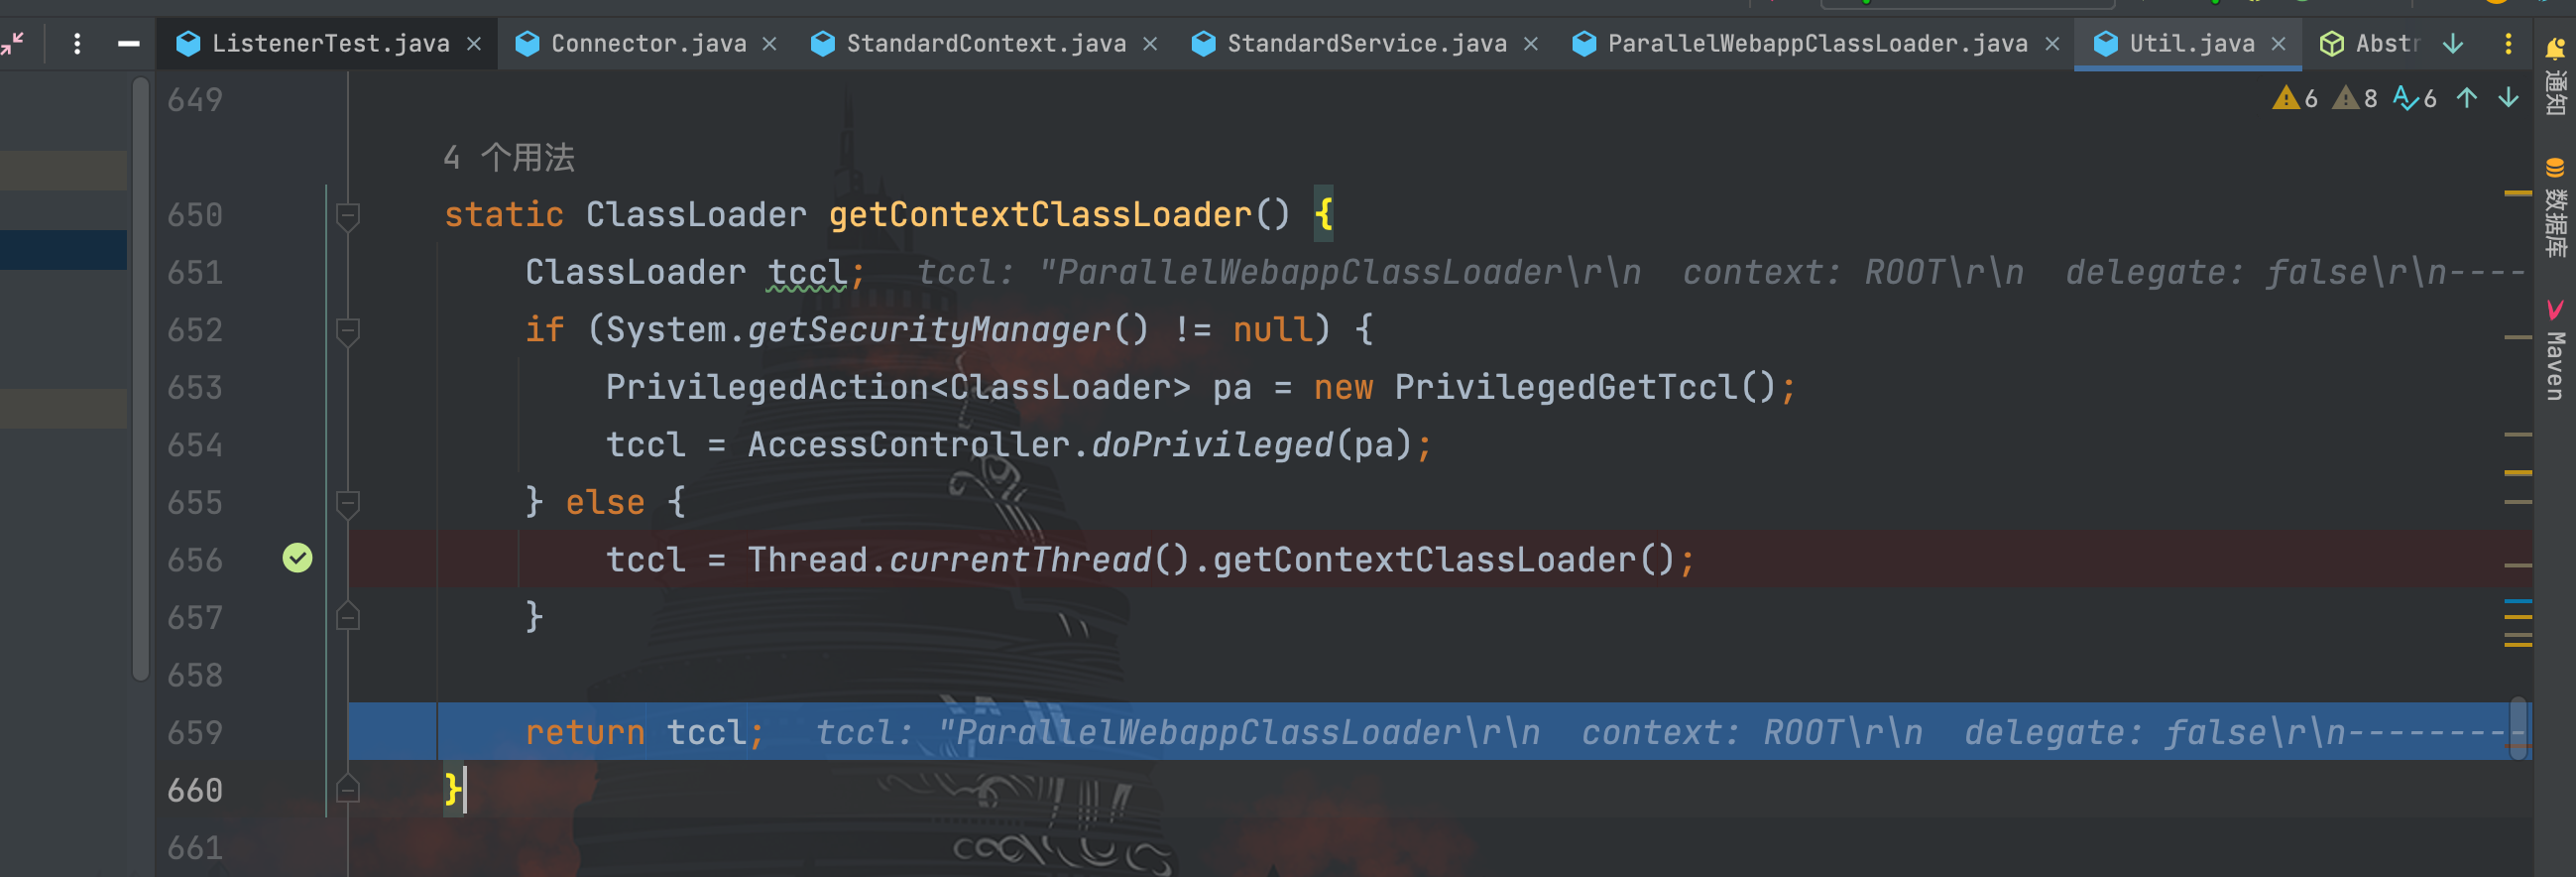 ListenerTest.java Connector.java StandardContext.java StandardService.java ParallelWebappClassLoader.java Util.java Abstr
6 8 6
649
4 个用法
650 static ClassLoader getContextClassLoader() {
651 ClassLoader tccl; tccl: "ParallelWebappClassLoader\r\n context: ROOT\r\n delegate: false\r\n----
652 if (System.getSecurityManager() != null) {
653 PrivilegedAction<ClassLoader> pa = new PrivilegedGetTccl();
654 tccl = AccessController.doPrivileged(pa);
655 } else {
656 tccl = Thread.currentThread().getContextClassLoader();
657 }
658
659 return tccl; tccl: "ParallelWebappClassLoader\r\n context: ROOT\r\n delegate: false\r\n---------
660 }
661
通知
数据库
Maven